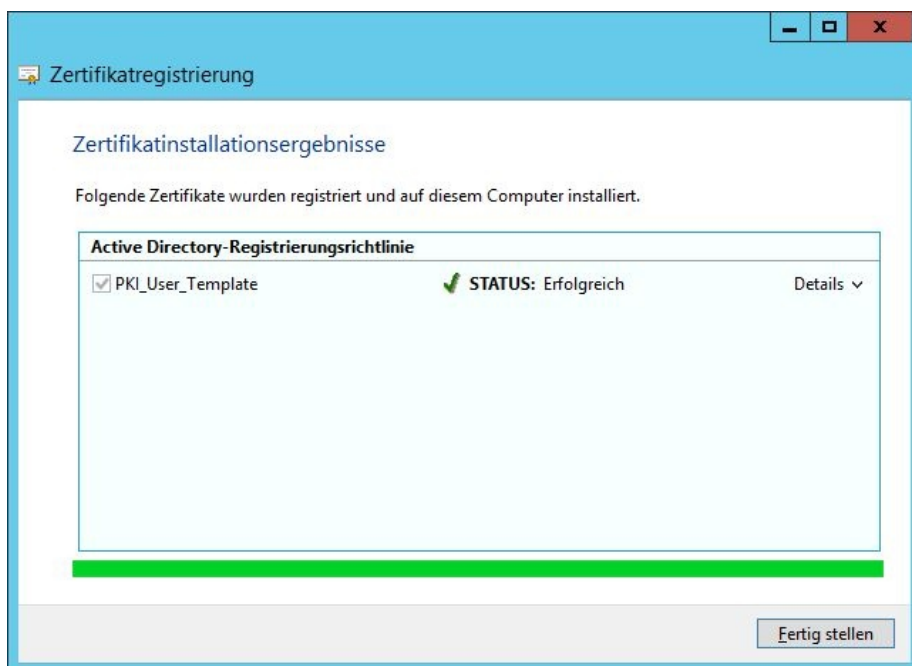 Zertifikatregistrierung
Zertifikatinstallationsergebnisse
Folgende Zertifikate wurden registriert und auf diesem Computer installiert.
Active Directory-Registrierungsrichtlinie
PKI_User_Template STATUS: Erfolgreich Details
Fertig stellen